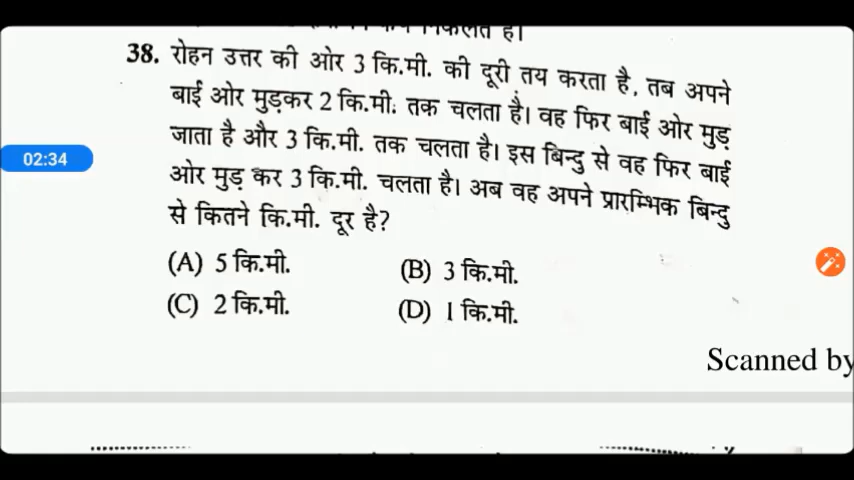 निकलते हैं।
38. रोहन उत्तर की ओर 3 कि.मी. की दूरी तय करता है, तब अपने
बाईं ओर मुड़कर 2 कि.मी. तक चलता है। वह फिर बाईं ओर मुड़
जाता है और 3 कि.मी. तक चलता है। इस बिन्दु से वह फिर बाईं
ओर मुड़ कर 3 कि.मी. चलता है। अब वह अपने प्रारम्भिक बिन्दु
से कितने कि.मी. दूर है?
02:34
(A) 5 कि.मी. (B) 3 कि.मी.
(C) 2 कि.मी. (D) 1 कि.मी.
Scanned by